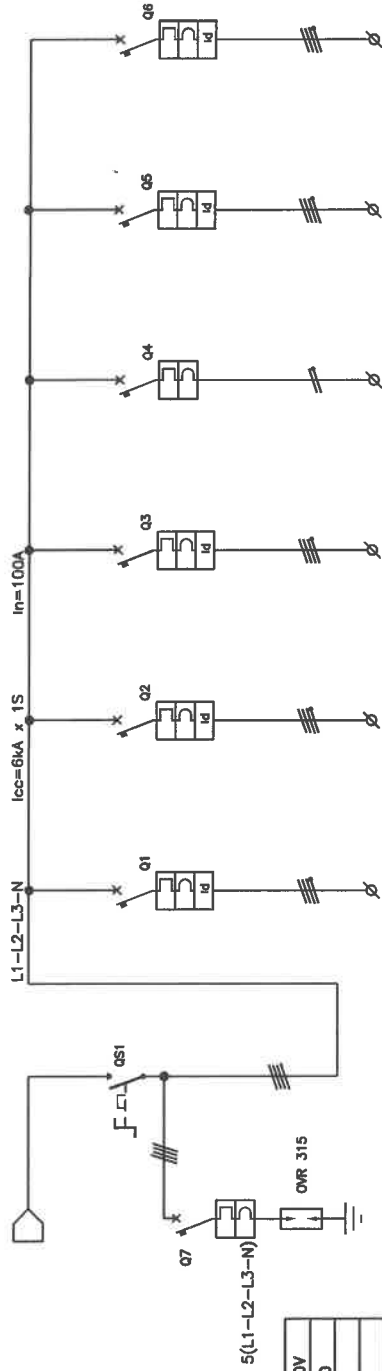 L1-L2-L3-N
Icc=6kA x 1S
In=100A
QS1
Q1
Id
Q2
Id
Q3
Id
Q4
Q5
Id
Q6
Id
Q7
5(L1-L2-L3-N)
OVR 315